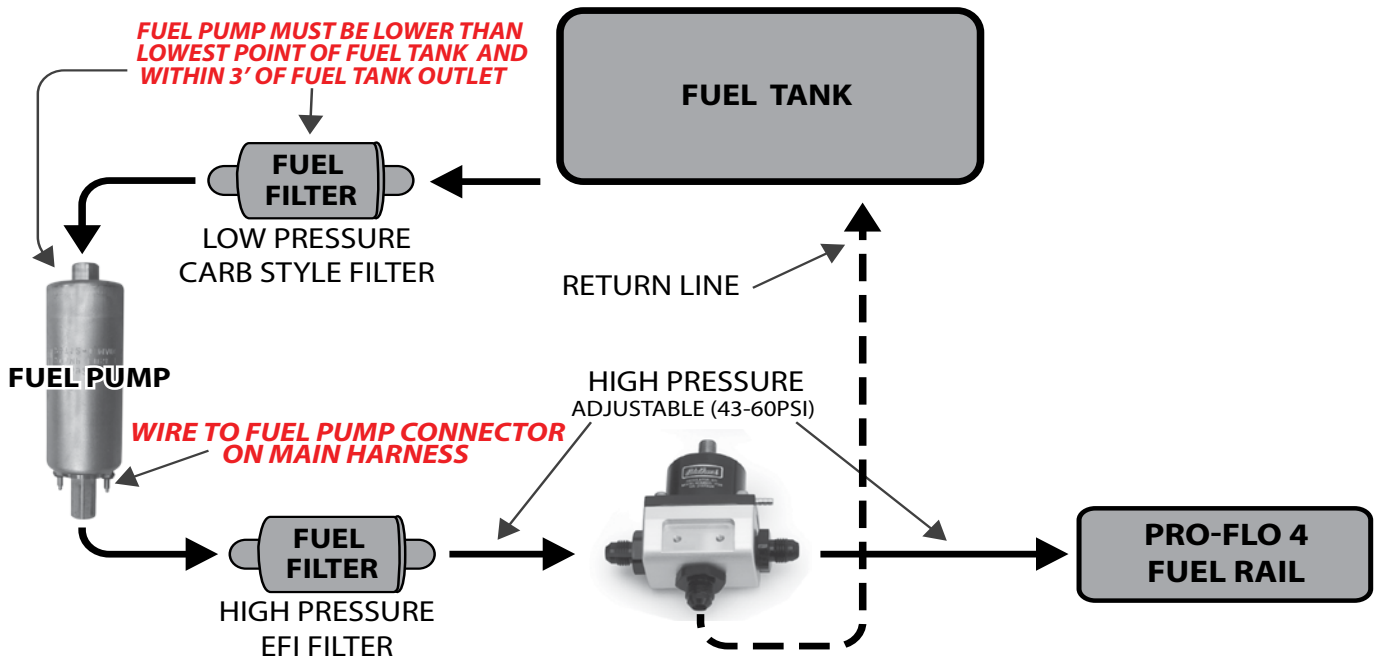 FUEL PUMP MUST BE LOWER THAN
LOWEST POINT OF FUEL TANK AND
WITHIN 3’ OF FUEL TANK OUTLET
FUEL TANK
FUEL
FILTER
LOW PRESSURE
CARB STYLE FILTER
RETURN LINE
FUEL PUMP
HIGH PRESSURE
ADJUSTABLE (43-60PSI)
WIRE TO FUEL PUMP CONNECTOR
ON MAIN HARNESS
Edelbrock
FUEL
FILTER
HIGH PRESSURE
EFI FILTER
PRO-FLO 4
FUEL RAIL